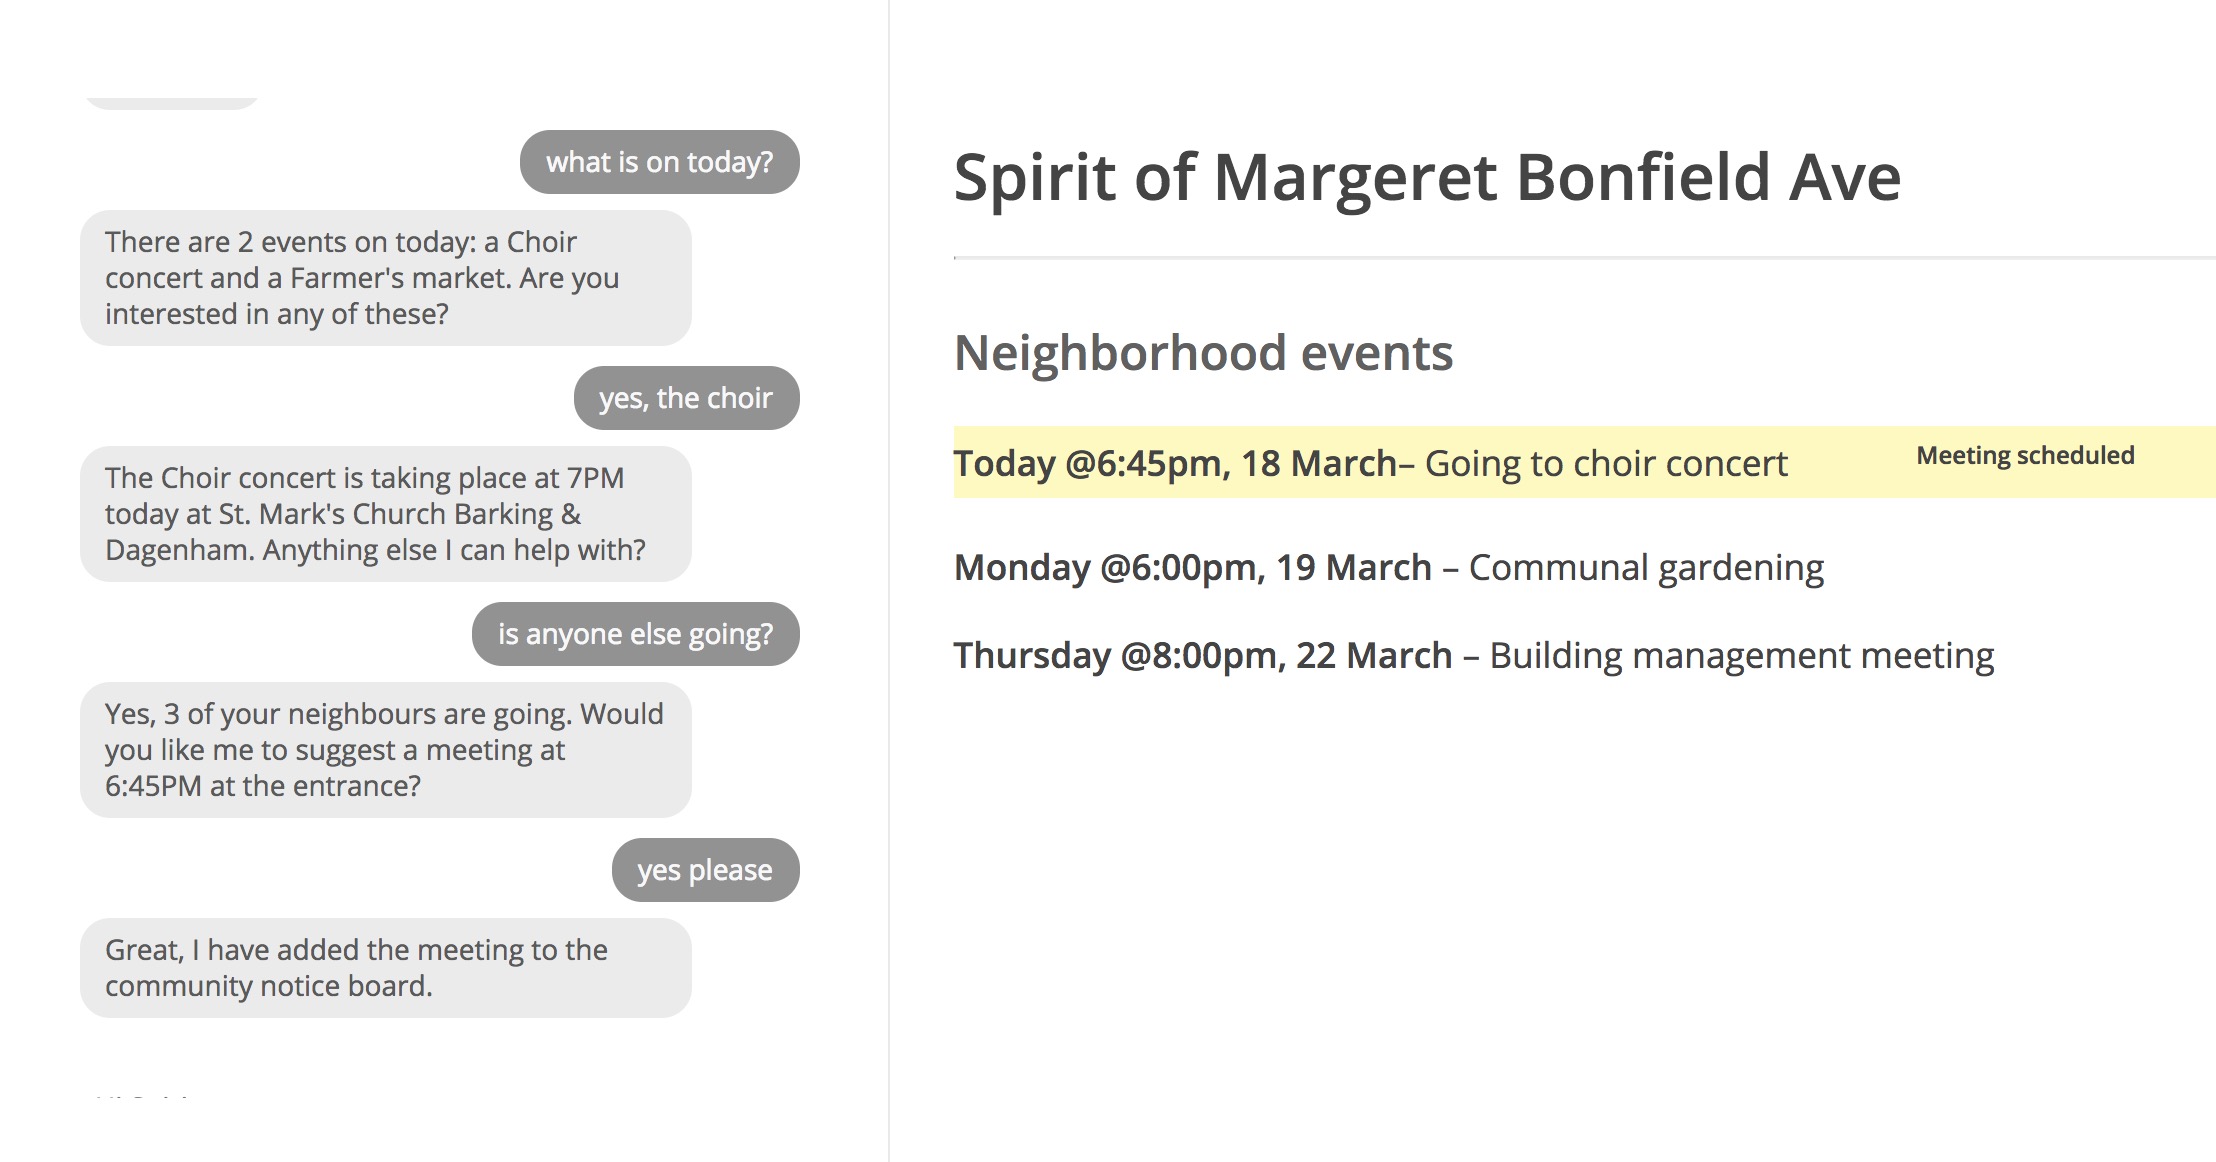 what is on today?
There are 2 events on today: a Choir
concert and a Farmer's market. Are you
interested in any of these?
yes, the choir
The Choir concert is taking place at 7PM
today at St. Mark's Church Barking &
Dagenham. Anything else I can help with?
is anyone else going?
Yes, 3 of your neighbours are going. Would
you like me to suggest a meeting at
6:45PM at the entrance?
yes please
Great, I have added the meeting to the
community notice board.
Spirit of Margeret Bonfield Ave
Neighborhood events
Today @6:45pm, 18 March– Going to choir concert Meeting scheduled
Monday @6:00pm, 19 March – Communal gardening
Thursday @8:00pm, 22 March – Building management meeting